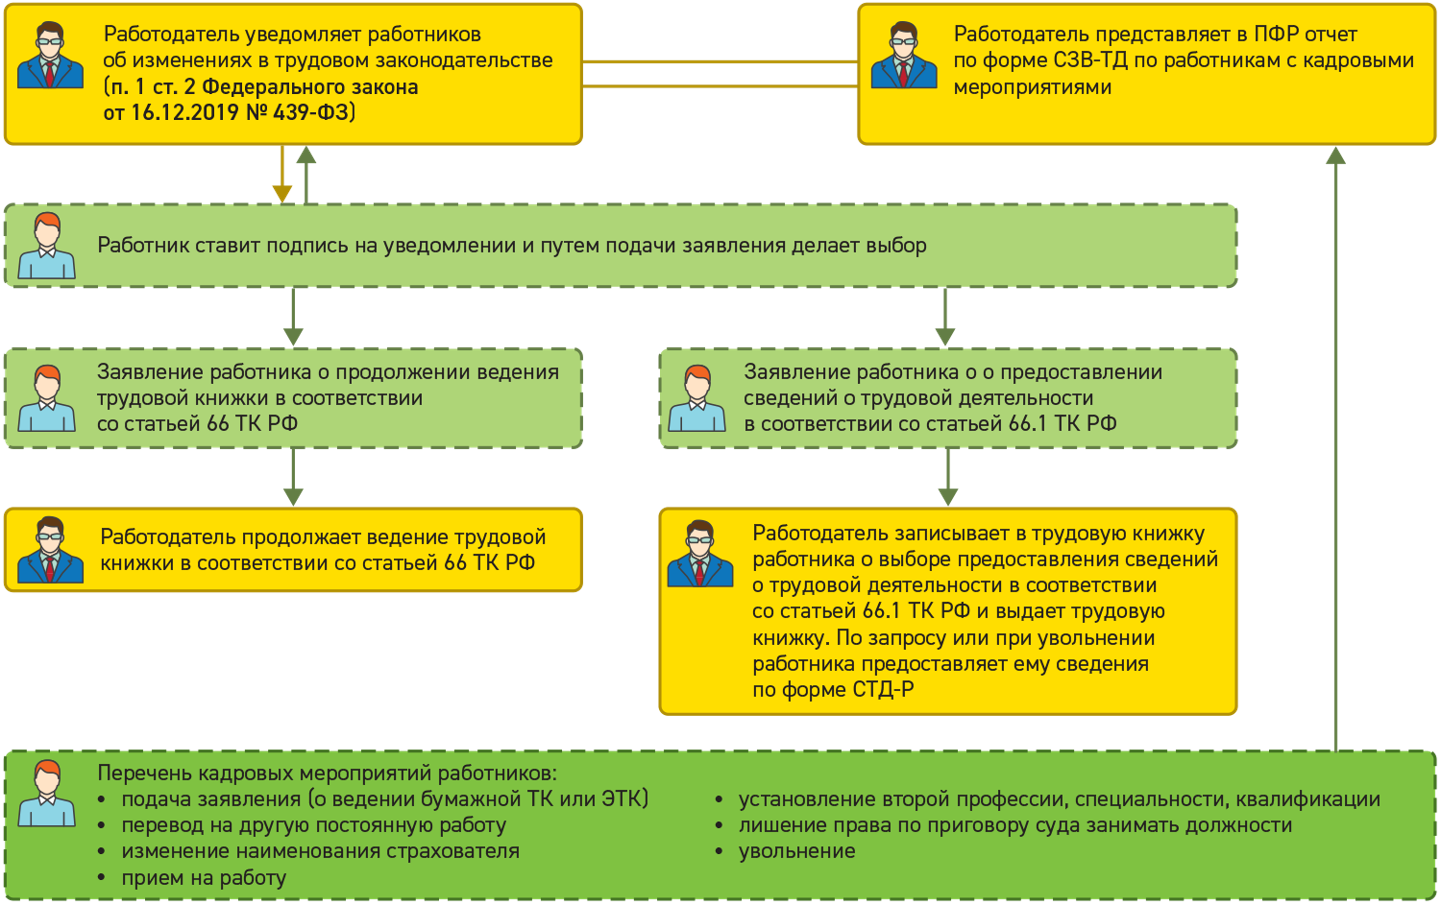 Работодатель уведомляет работников
об изменениях в трудовом законодательстве
(п. 1 ст. 2 Федерального закона
от 16.12.2019 № 439-ФЗ)
Работодатель представляет в ПФР отчет
по форме СЗВ-ТД по работникам с кадровыми
мероприятиями
Работник ставит подпись на уведомлении и путем подачи заявления делает выбор
Заявление работника о продолжении ведения
трудовой книжки в соответствии
со статьей 66 ТК РФ
Заявление работника о о предоставлении
сведений о трудовой деятельности
в соответствии со статьей 66.1 ТК РФ
Работодатель продолжает ведение трудовой
книжки в соответствии со статьей 66 ТК РФ
Работодатель записывает в трудовую книжку
работника о выборе предоставления сведений
о трудовой деятельности в соответствии
со статьей 66.1 ТК РФ и выдает трудовую
книжку. По запросу или при увольнении
работника предоставляет ему сведения
по форме СТД-Р
Перечень кадровых мероприятий работников:
• подача заявления (о ведении бумажной ТК или ЭТК)
• перевод на другую постоянную работу
• изменение наименования страхователя
• прием на работу
• установление второй профессии, специальности, квалификации
• лишение права по приговору суда занимать должности
• увольнение